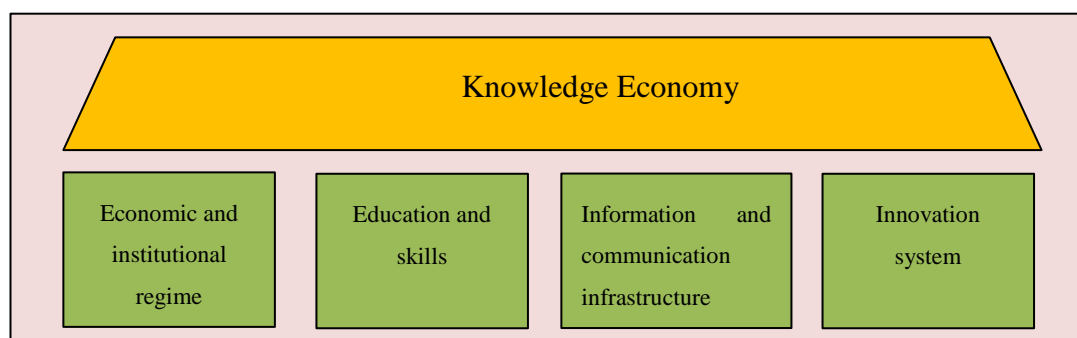 Knowledge Economy
Economic and
institutional
regime
Education and
skills
Information and
communication
infrastructure
Innovation
system